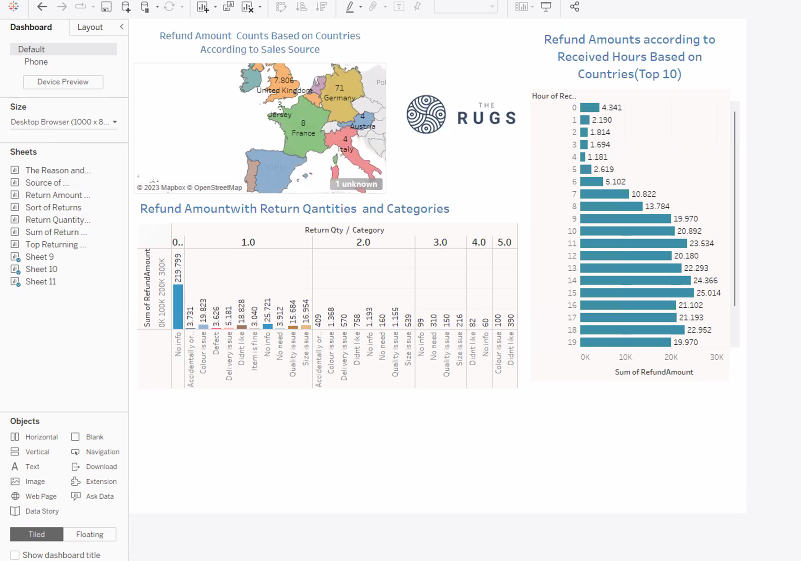 Dashboard
Layout
Default
Phone
Device Preview
Size
Desktop Browser (1000 x 8...
Sheets
The Reason and...
Source of ...
Return Amount ...
Sort of Returns
Return Quantity...
Sum of Return ...
Top Returning ...
Sheet 9
Sheet 10
Sheet 11
Objects
Horizontal
Blank
Vertical
Navigation
Text
Download
Image
Extension
Web Page
Ask Data
Data Story
Tiled
Floating
Show dashboard title
Refund Amount Counts Based on Countries
According to Sales Source
7.806
United Kingdom
71
Germany
Pol
Jersey
8
France
4
Austria
4
Italy
© 2023 Mapbox © OpenStreetMap
1 unknown
THE
RUGS
Refund Amountwith Return Qantities and Categories
Return Qty / Category
0..
1.0
2.0
3.0
4.0
5.0
Sum of RefundAmount
0K 100K 200K 300K
219.799
3.731
19.823
3.626
5.181
18.828
3.040
25.721
3.912
15.684
16.954
409
1.368
570
758
1.193
160
1.155
539
99
310
150
216
82
60
100
390
No info
Accidentally or..
Colour issue
Defect
Delivery issue
Didnt like
Item is fine
No info
No need
Quality issue
Size issue
Accidentally or..
Colour issue
Delivery issue
Didnt like
No info
No need
Quality issue
Size issue
No info
No need
Quality issue
Size issue
Didnt like
No info
Colour issue
Didnt like
Refund Amounts according to
Received Hours Based on
Countries(Top 10)
Hour of Rec..
0 4.341
1 2.190
2 1.814
3 1.694
4 1.181
5 2.619
6 5.102
7 10.822
8 13.784
9 19.970
10 20.892
11 23.534
12 20.180
13 22.293
14 24.366
15 25.014
16 21.102
17 21.193
18 22.952
19 19.970
0K 10K 20K 30K
Sum of RefundAmount